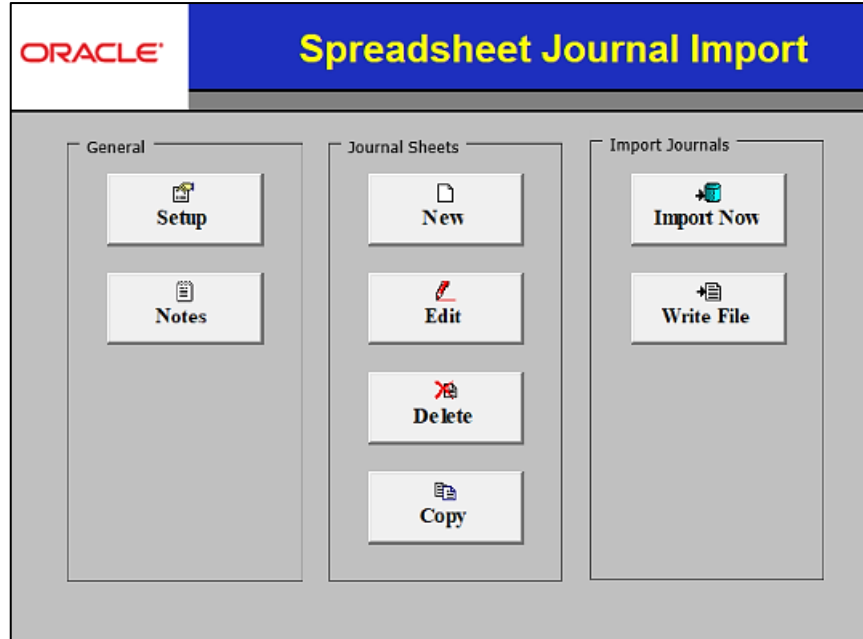 ORACLE
Spreadsheet Journal Import
General
Setup
Notes
Journal Sheets
New
Edit
Delete
Copy
Import Journals
Import Now
Write File